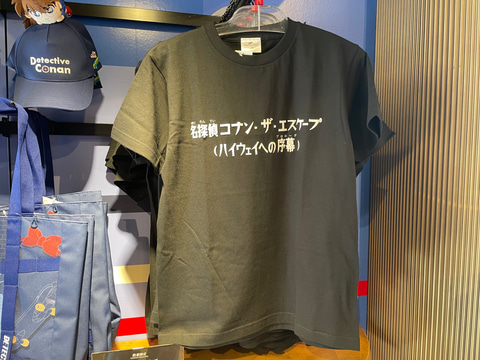 Detective
Conan
名探偵コナン・ザ・エスケープ
(ハイウェイへの序幕)